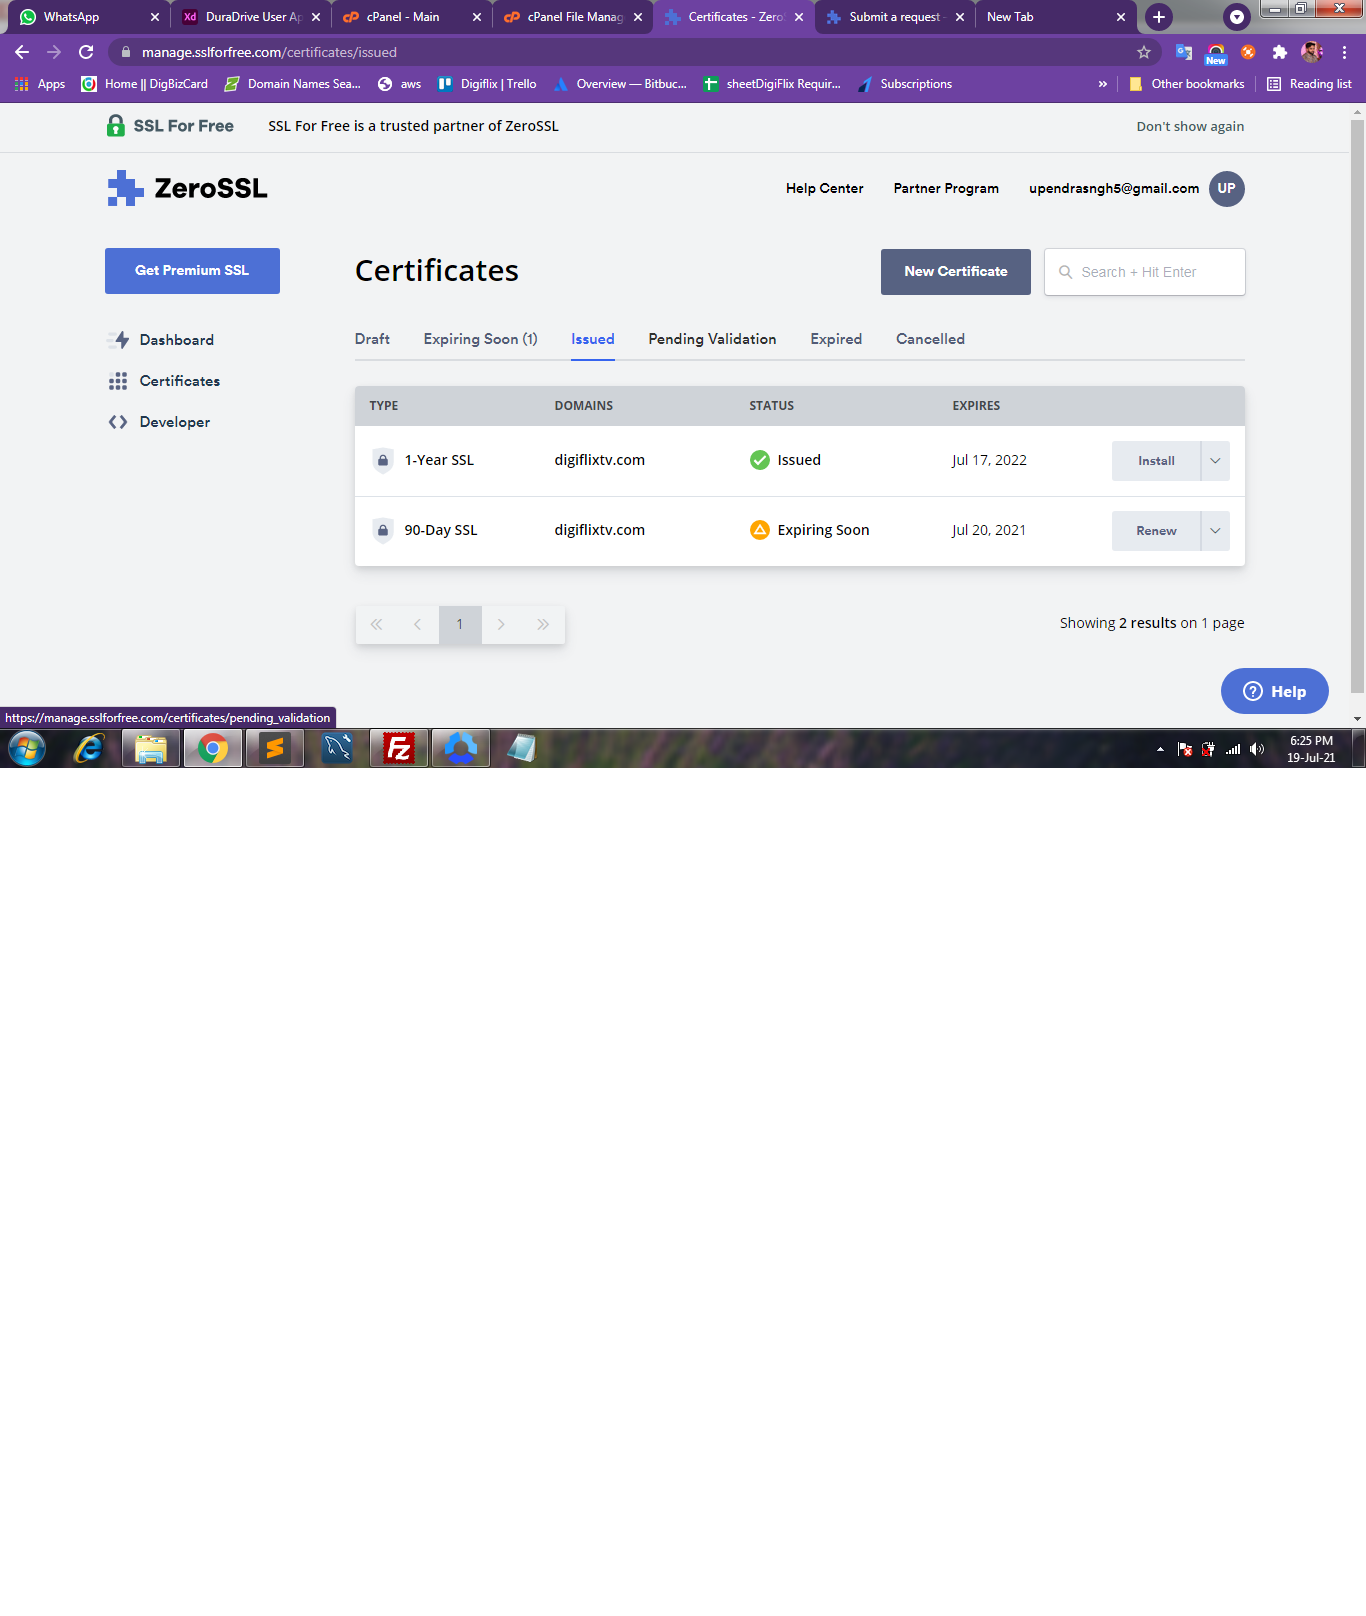 WhatsApp
DuraDrive User Ap
cPanel - Main
cPanel File Manag
Certificates - Zero
Submit a request -
New Tab
manage.sslforfree.com/certificates/issued
New
Apps
Home || DigBizCard
Domain Names Sea...
aws
Digiflix | Trello
Overview — Bitbuc...
sheetDigiFlix Requir...
Subscriptions
»
Other bookmarks
Reading list
SSL For Free
SSL For Free is a trusted partner of ZeroSSL
Don't show again
ZeroSSL
Help Center
Partner Program
upendrasngh5@gmail.com
UP
Get Premium SSL
Certificates
New Certificate
Search + Hit Enter
Dashboard
Certificates
Developer
Draft
Expiring Soon (1)
Issued
Pending Validation
Expired
Cancelled
TYPE DOMAINS STATUS EXPIRES
1-Year SSL digiflixtv.com Issued Jul 17, 2022 Install
90-Day SSL digiflixtv.com Expiring Soon Jul 20, 2021 Renew
« ‹ 1 › »
Showing 2 results on 1 page
Help
https://manage.sslforfree.com/certificates/pending_validation
6:25 PM
19-Jul-21